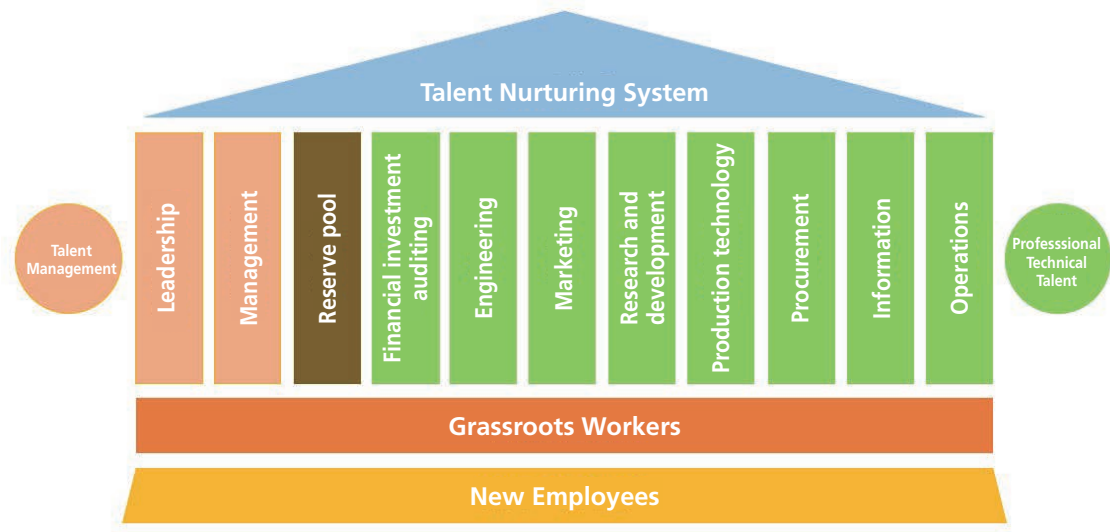 Talent Nurturing System
Talent
Management
Leadership
Management
Reserve pool
Financial investment
auditing
Engineering
Marketing
Research and
development
Production technology
Procurement
Information
Operations
Professsional
Technical
Talent
Grassroots Workers
New Employees